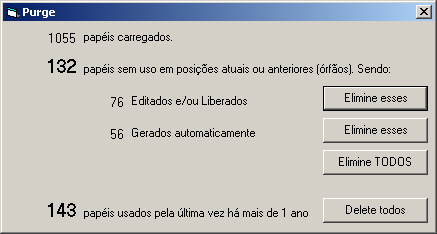 Purge
1055 papéis carregados.
132 papéis sem uso em posições atuais ou anteriores (órfãos). Sendo:
76 Editados e/ou Liberados Elimine esses
56 Gerados automaticamente Elimine esses
Elimine TODOS
143 papéis usados pela última vez há mais de 1 ano Delete todos